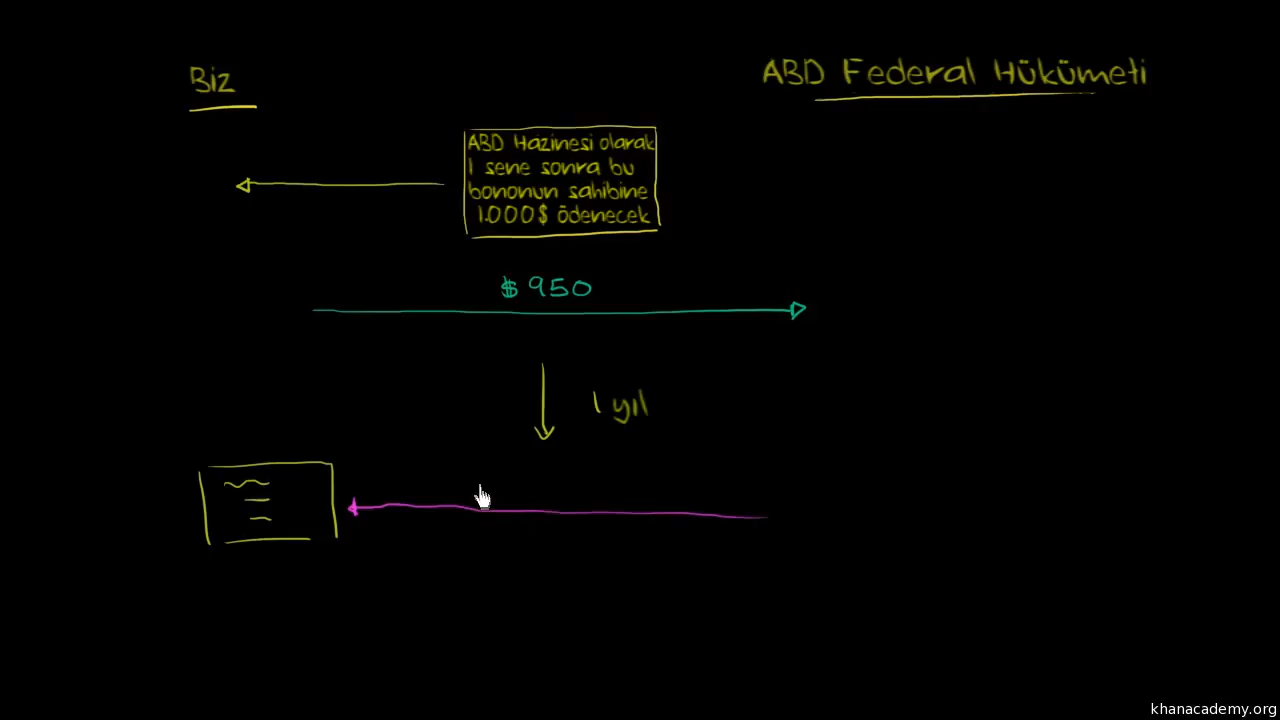 Biz
ABD Federal Hükümeti
ABD Hazinesi olarak
1 sene sonra bu
bononun sahibine
1.000$ ödenecek
$950
1 yıl
khanacademy.org